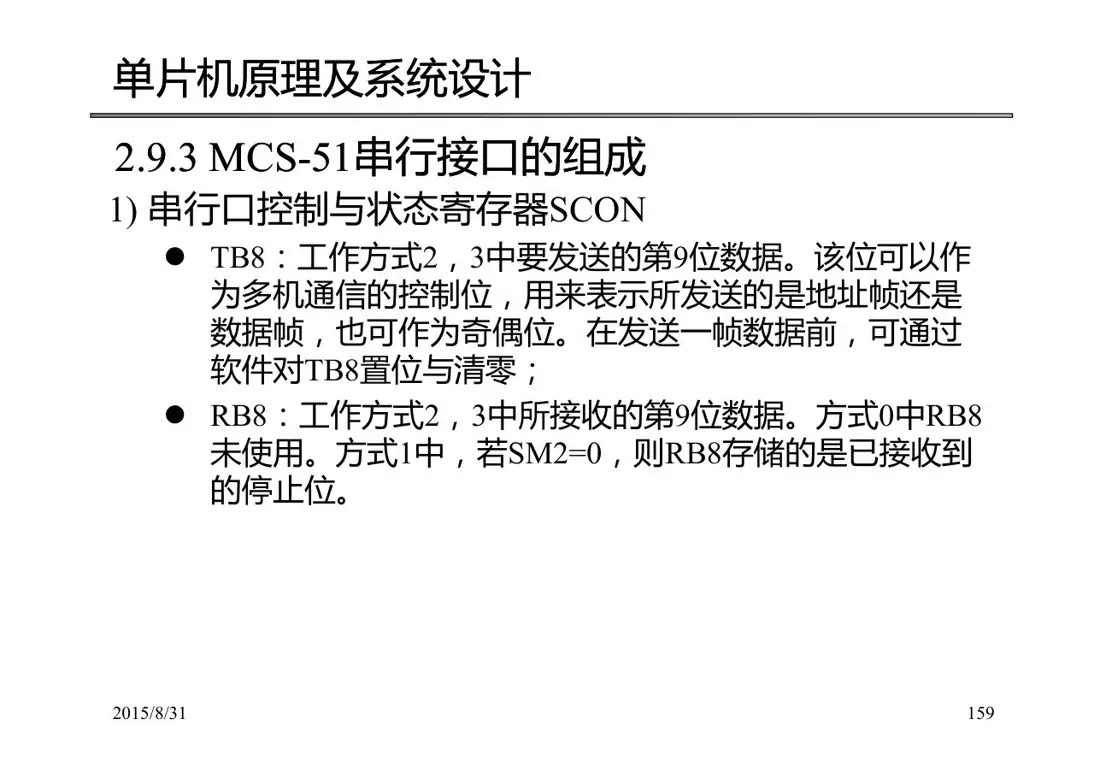 单片机原理及系统设计
2.9.3 MCS-51串行接口的组成
1) 串行口控制与状态寄存器SCON
● TB8：工作方式2，3中要发送的第9位数据。该位可以作
为多机通信的控制位，用来表示所发送的是地址帧还是
数据帧，也可作为奇偶位。在发送一帧数据前，可通过
软件对TB8置位与清零；
● RB8：工作方式2，3中所接收的第9位数据。方式0中RB8
未使用。方式1中，若SM2=0，则RB8存储的是已接收到
的停止位。
2015/8/31
159